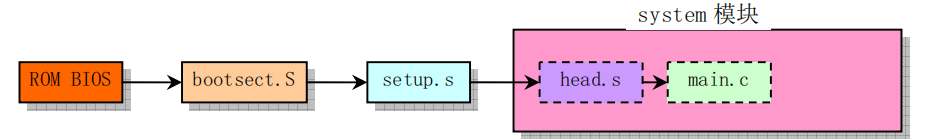 system 模块
ROM BIOS
bootsect.S
setup.s
head.s
main.c